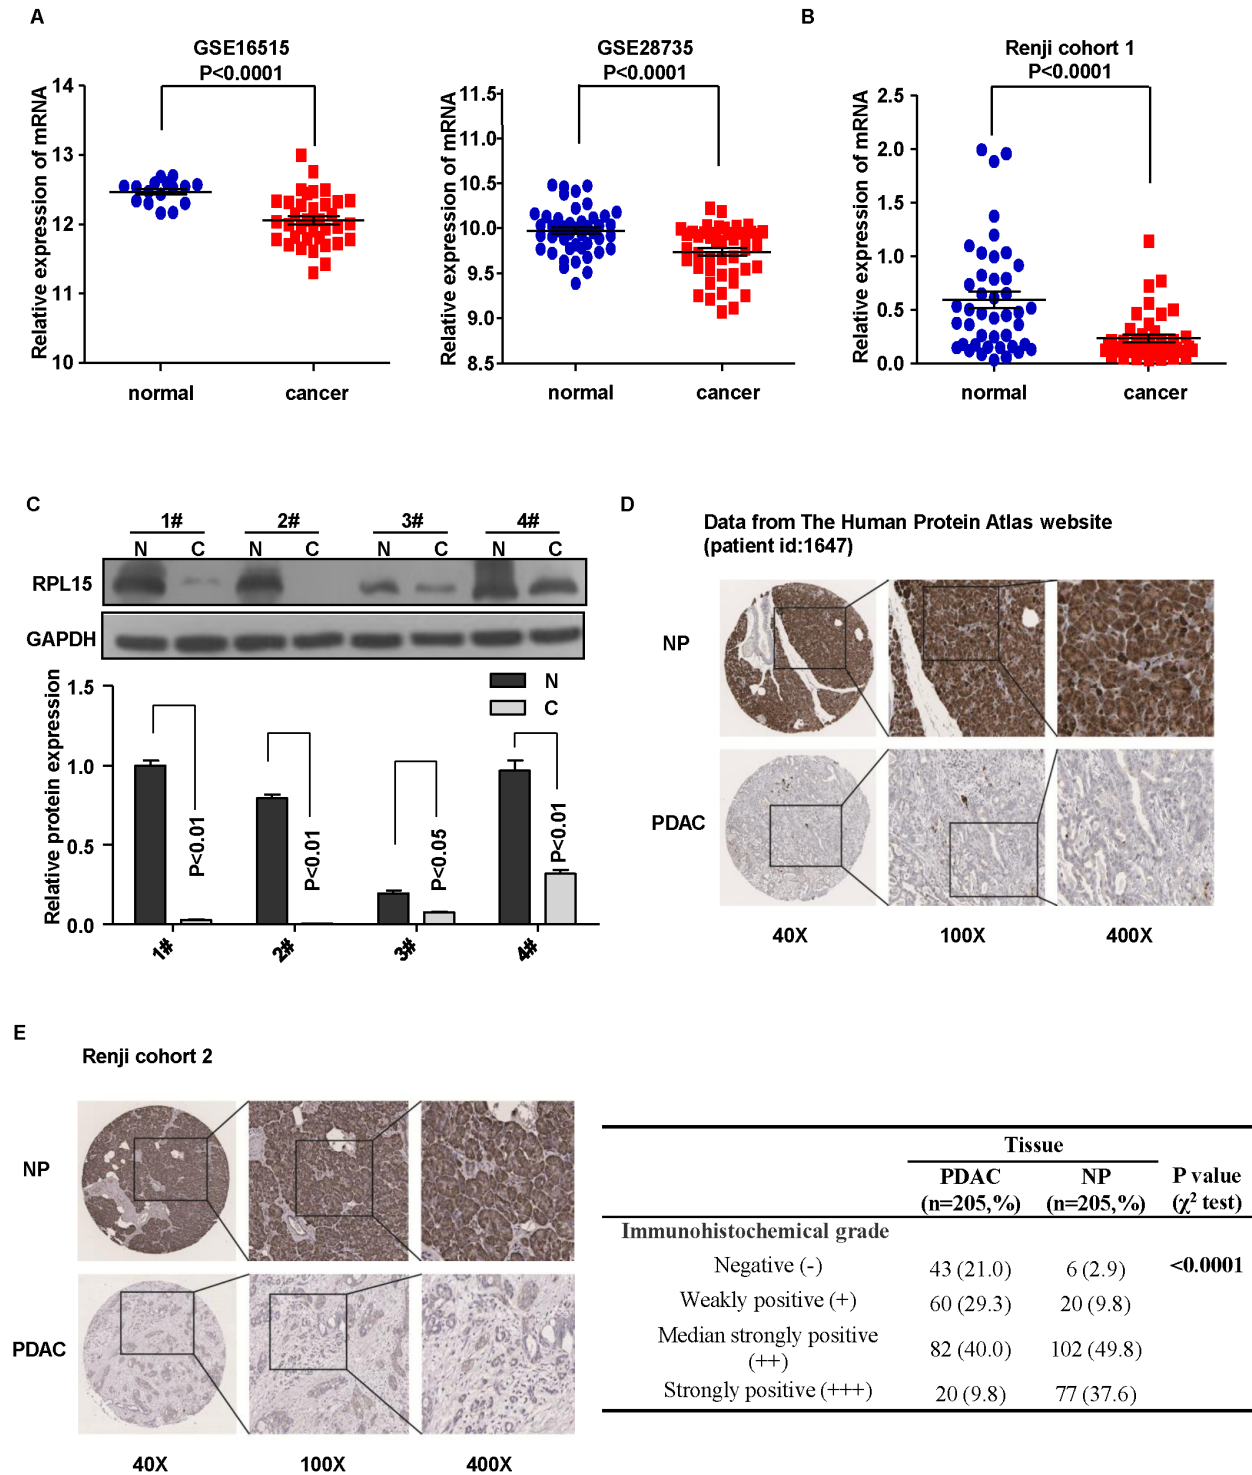 A
B
GSE16515
P<0.0001
GSE28735
P<0.0001
Renji cohort 1
P<0.0001
Relative expression of mRNA
14
13
12
11
10
normal
cancer
Relative expression of mRNA
11.5
11.0
10.5
10.0
9.5
9.0
8.5
normal
cancer
Relative expression of mRNA
2.5
2.0
1.5
1.0
0.5
0.0
normal
cancer
C
1#
2#
3#
4#
N C N C N C N C
RPL15
GAPDH
Relative protein expression
1.5
1.0
0.5
0.0
N
C
P<0.01
P<0.01
P<0.05
P<0.01
1#
2#
3#
4#
D
Data from The Human Protein Atlas website
(patient id:1647)
NP
PDAC
40X
100X
400X
E
Renji cohort 2
NP
PDAC
40X
100X
400X
Tissue
PDAC NP P value
(n=205,%) (n=205,%) (χ² test)
Immunohistochemical grade
Negative (-) 43 (21.0) 6 (2.9) <0.0001
Weakly positive (+) 60 (29.3) 20 (9.8)
Median strongly positive
(++) 82 (40.0) 102 (49.8)
Strongly positive (+++) 20 (9.8) 77 (37.6)